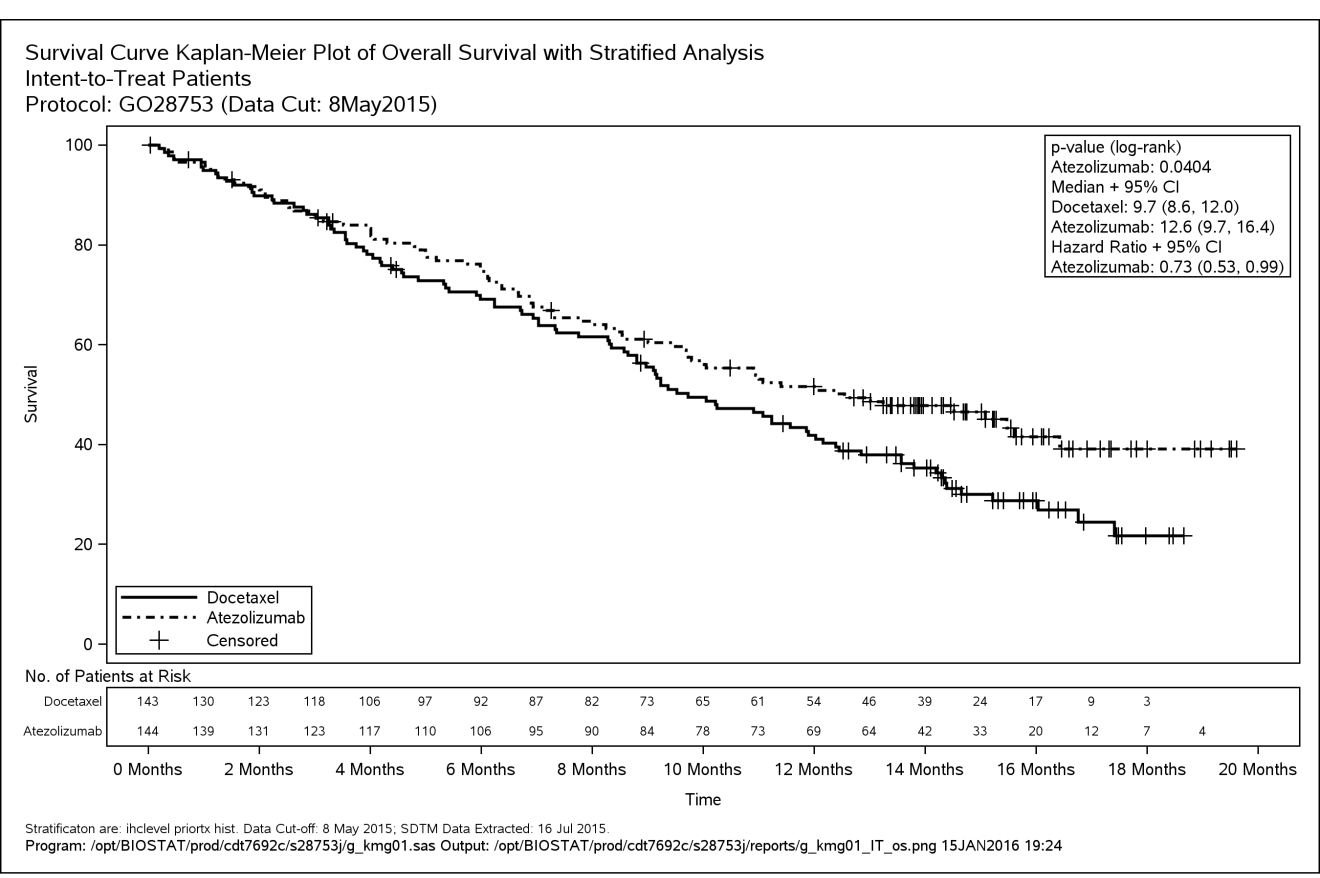 Survival Curve Kaplan-Meier Plot of Overall Survival with Stratified Analysis
Intent-to-Treat Patients
Protocol: GO28753 (Data Cut: 8May2015)
p-value (log-rank)
Atezolizumab: 0.0404
Median + 95% CI
Docetaxel: 9.7 (8.6, 12.0)
Atezolizumab: 12.6 (9.7, 16.4)
Hazard Ratio + 95% CI
Atezolizumab: 0.73 (0.53, 0.99)
Survival
100
80
60
40
20
0
Docetaxel
Atezolizumab
Censored
No. of Patients at Risk
Docetaxel 143 130 123 118 106 97 92 87 82 73 65 61 54 46 39 24 17 9 3
Atezolizumab 144 139 131 123 117 110 106 95 90 84 78 73 69 64 42 33 20 12 7 4
0 Months 2 Months 4 Months 6 Months 8 Months 10 Months 12 Months 14 Months 16 Months 18 Months 20 Months
Time
Stratificaton are: ihclevel priortx hist. Data Cut-off: 8 May 2015; SDTM Data Extracted: 16 Jul 2015.
Program: /opt/BIOSTAT/prod/cdt7692c/s28753j/g_kmg01.sas Output: /opt/BIOSTAT/prod/cdt7692c/s28753j/reports/g_kmg01_IT_os.png 15JAN2016 19:24